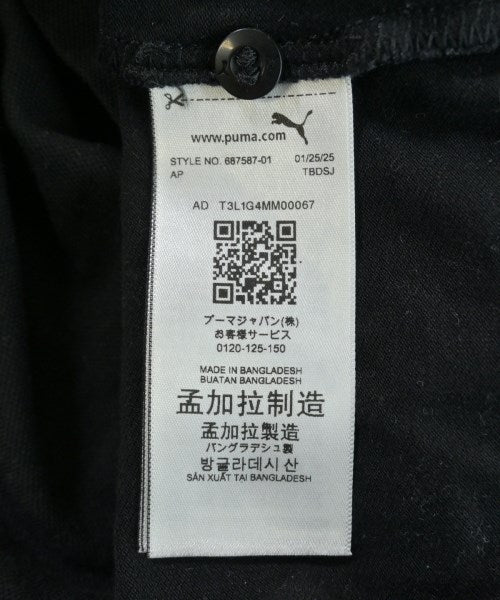 www.puma.com
STYLE NO. 687587-01 01/25/25
AP TBDSJ
AD T3L1G4MM00067
プーマジャパン(株)
お客様サービス
0120-125-150
MADE IN BANGLADESH
BUATAN BANGLADESH
孟加拉制造
孟加拉製造
バングラデシュ製
방글라데시 산
SẢN XUẤT TẠI BANGLADESH